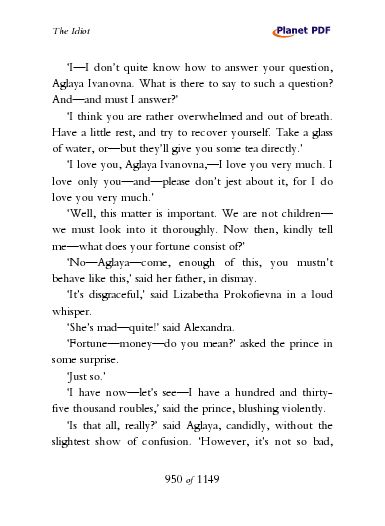 The Idiot
Planet PDF
‘I—I don’t quite know how to answer your question,
Aglaya Ivanovna. What is there to say to such a question?
And—and must I answer?’
‘I think you are rather overwhelmed and out of breath.
Have a little rest, and try to recover yourself. Take a glass
of water, or—but they’ll give you some tea directly.’
‘I love you, Aglaya Ivanovna,—I love you very much. I
love only you—and—please don’t jest about it, for I do
love you very much.’
‘Well, this matter is important. We are not children—
we must look into it thoroughly. Now then, kindly tell
me—what does your fortune consist of?’
‘No—Aglaya—come, enough of this, you mustn’t
behave like this,’ said her father, in dismay.
‘It’s disgraceful,’ said Lizabetha Prokofievna in a loud
whisper.
‘She’s mad—quite!’ said Alexandra.
‘Fortune—money—do you mean?’ asked the prince in
some surprise.
‘Just so.’
‘I have now—let’s see—I have a hundred and thirty-
five thousand roubles,’ said the prince, blushing violently.
‘Is that all, really?’ said Aglaya, candidly, without the
slightest show of confusion. ‘However, it’s not so bad,
950 of 1149